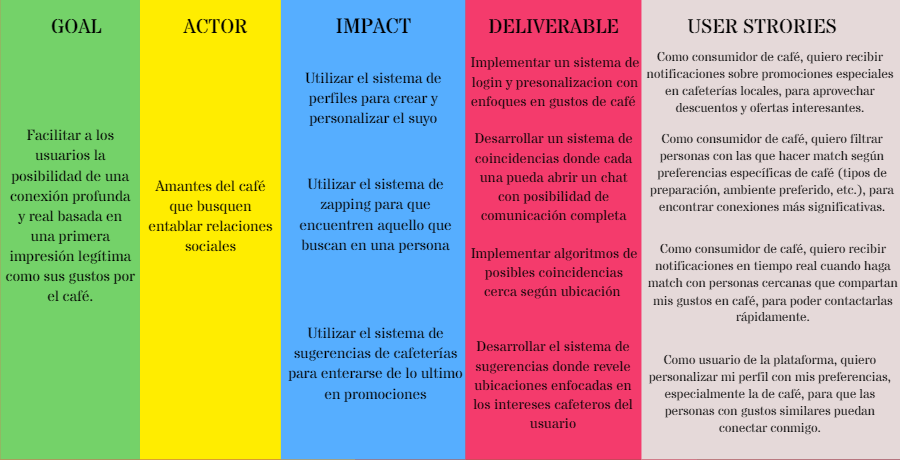 GOAL
Facilitar a los
usuarios la
posibilidad de una
conexión profunda
y real basada en
una primera
impresión legítima
como sus gustos por
el café.
ACTOR
Amantes del café
que busquen
entablar relaciones
sociales
IMPACT
Utilizar el sistema de
perfiles para crear y
personalizar el suyo
Utilizar el sistema de
zapping para que
encuentren aquello que
buscan en una persona
Utilizar el sistema de
sugerencias de cafeterías
para enterarse de lo ultimo
en promociones
DELIVERABLE
Implementar un sistema de
login y presonalizacion con
enfoques en gustos de café
Desarrollar un sistema de
coincidencias donde cada
una pueda abrir un chat
con posibilidad de
comunicación completa
Implementar algoritmos de
posibles coincidencias
cerca según ubicación
Desarrollar el sistema de
sugerencias donde revele
ubicaciones enfocadas en
los intereses cafeteros del
usuario
USER STRORIES
Como consumidor de café, quiero recibir
notificaciones sobre promociones especiales
en cafeterías locales, para aprovechar
descuentos y ofertas interesantes.
Como consumidor de café, quiero filtrar
personas con las que hacer match según
preferencias específicas de café (tipos de
preparación, ambiente preferido, etc.), para
encontrar conexiones más significativas.
Como consumidor de café, quiero recibir
notificaciones en tiempo real cuando haga
match con personas cercanas que compartan
mis gustos en café, para poder contactarlas
rápidamente.
Como usuario de la plataforma, quiero
personalizar mi perfil con mis preferencias,
especialmente la de café, para que las
personas con gustos similares puedan
conectar conmigo.